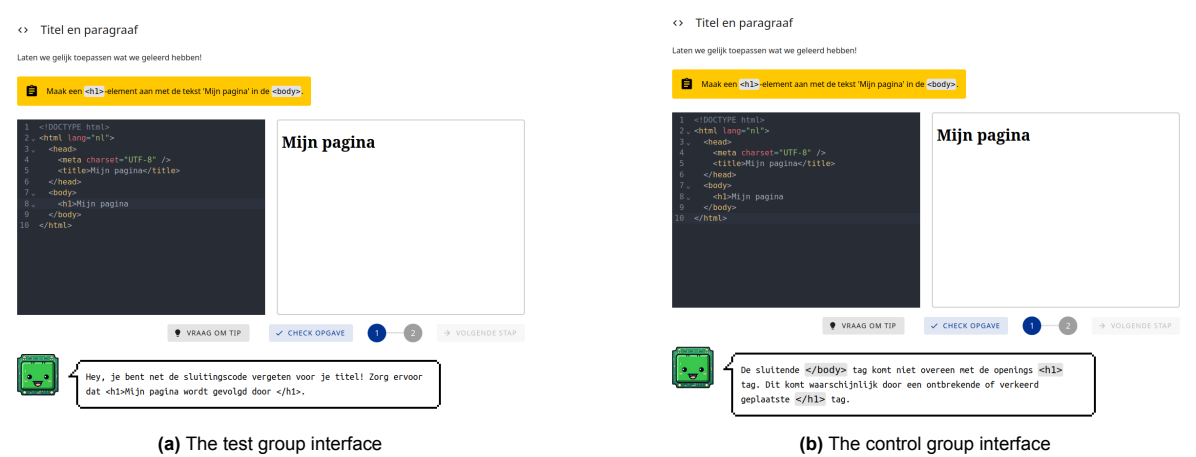 <> Titel en paragraaf
Laten we gelijk toepassen wat we geleerd hebben!
Maak een <h1>-element aan met de tekst 'Mijn pagina' in de <body>.
1 <!DOCTYPE html>
2 <html lang="nl">
3 <head>
4 <meta charset="UTF-8" />
5 <title>Mijn pagina</title>
6 </head>
7 <body>
8 <h1>Mijn pagina
9 </body>
10 </html>
Mijn pagina
VRAAG OM TIP
CHECK OPGAVE
1
2
VOLGENDE STAP
Hey, je bent net de sluitingscode vergeten voor je titel! Zorg ervoor
dat <h1>Mijn pagina wordt gevolgd door </h1>.
(a) The test group interface
<> Titel en paragraaf
Laten we gelijk toepassen wat we geleerd hebben!
Maak een <h1>-element aan met de tekst 'Mijn pagina' in de <body>.
1 <!DOCTYPE html>
2 <html lang="nl">
3 <head>
4 <meta charset="UTF-8" />
5 <title>Mijn pagina</title>
6 </head>
7 <body>
8 <h1>Mijn pagina
9 </body>
10 </html>
Mijn pagina
VRAAG OM TIP
CHECK OPGAVE
1
2
VOLGENDE STAP
De sluitende </body> tag komt niet overeen met de openings <h1>
tag. Dit komt waarschijnlijk door een ontbrekende of verkeerd
geplaatste </h1> tag.
(b) The control group interface